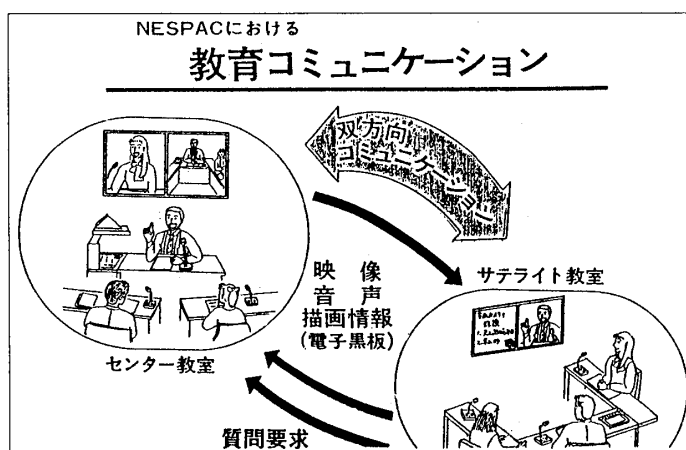 NESPACにおける
教育コミュニケーション
双方向
コミュニケーション
映像
音声
描画情報
(電子黒板)
サテライト教室
センター教室
質問要求